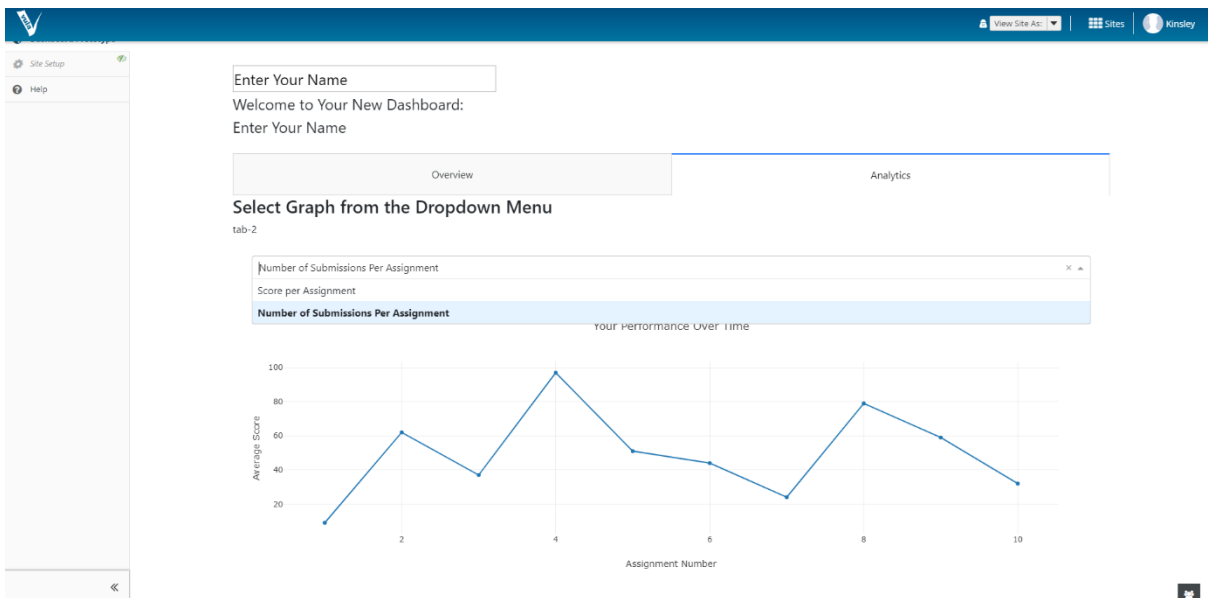 View Site As:
Sites
Kinsley
Site Setup
Help
Enter Your Name
Welcome to Your New Dashboard:
Enter Your Name
Overview
Analytics
Select Graph from the Dropdown Menu
tab-2
Number of Submissions Per Assignment
Score per Assignment
Number of Submissions Per Assignment
Your Performance Over Time
100
80
60
40
20
Average Score
2
4
6
8
10
Assignment Number